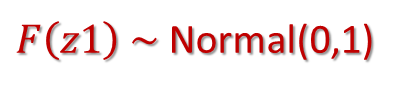 F(z1) ~ Normal(0,1)